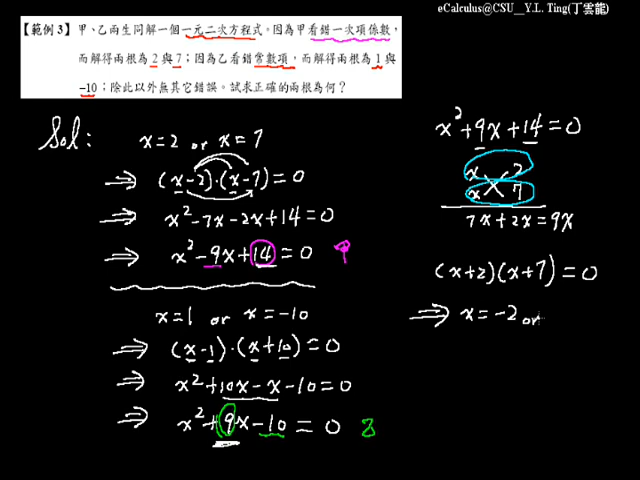 eCalculus@CSU__Y.L. Ting(丁雲龍)
【範例3】甲、乙兩生同解一個一元二次方程式。因為甲看錯一次項係數,
而解得兩根為 2 與 7;因為乙看錯常數項,而解得兩根為 1 與
-10;除此以外無其它錯誤。試求正確的兩根為何?
Sol: x=2 or x=7
⇒ (x-2)·(x-7)=0
⇒ x²-7x-2x+14=0
⇒ x²-9x+14=0 甲
x=1 or x=-10
⇒ (x-1)·(x+10)=0
⇒ x²+10x-x-10=0
⇒ x²+9x-10=0 乙
x²+9x+14=0
x 2
x 7
7x+2x=9x
(x+2)(x+7)=0
⇒ x=-2 or